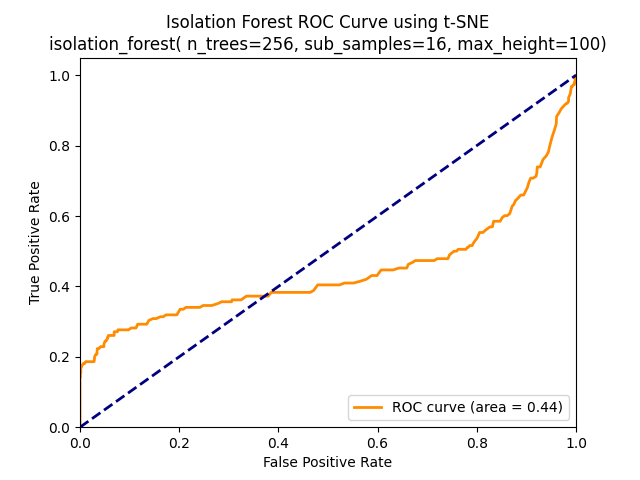 Isolation Forest ROC Curve using t-SNE
isolation_forest( n_trees=256, sub_samples=16, max_height=100)
1.0
0.8
0.6
0.4
0.2
0.0
True Positive Rate
ROC curve (area = 0.44)
0.0 0.2 0.4 0.6 0.8 1.0
False Positive Rate